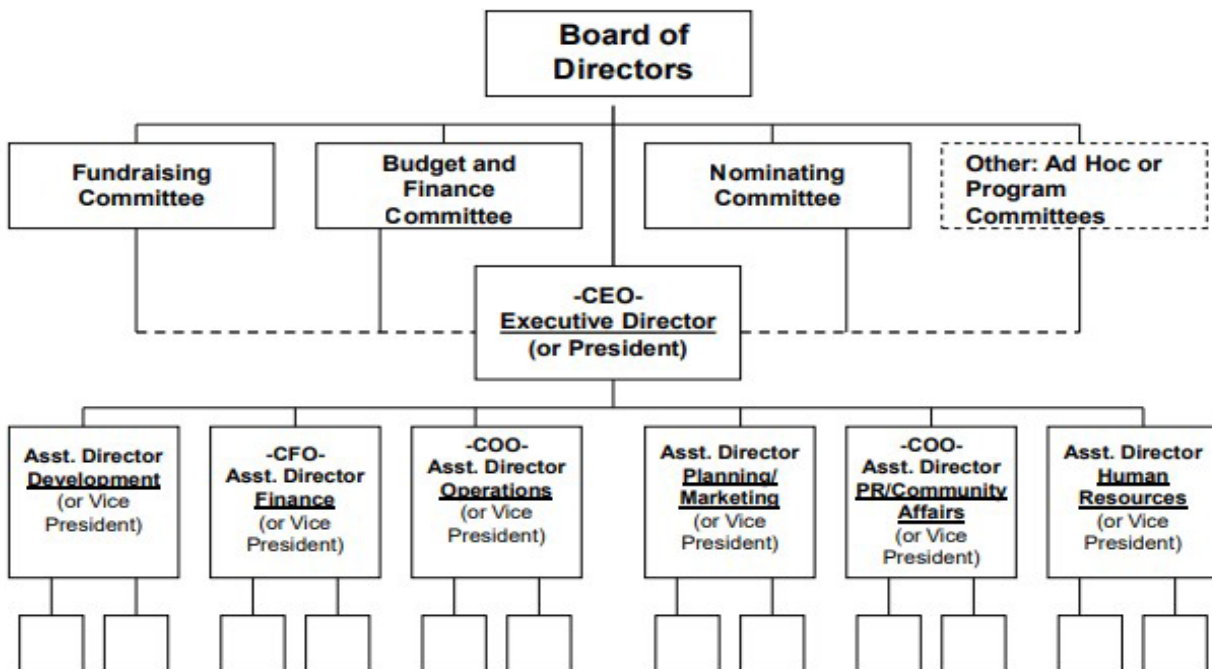 Board of
Directors
Fundraising
Committee
Budget and
Finance
Committee
Nominating
Committee
Other: Ad Hoc or
Program
Committees
-CEO-
Executive Director
(or President)
Asst. Director
Development
(or Vice
President)
-CFO-
Asst. Director
Finance
(or Vice
President)
-COO-
Asst. Director
Operations
(or Vice
President)
Asst. Director
Planning/
Marketing
(or Vice
President)
-COO-
Asst. Director
PR/Community
Affairs
(or Vice
President)
Asst. Director
Human
Resources
(or Vice
President)